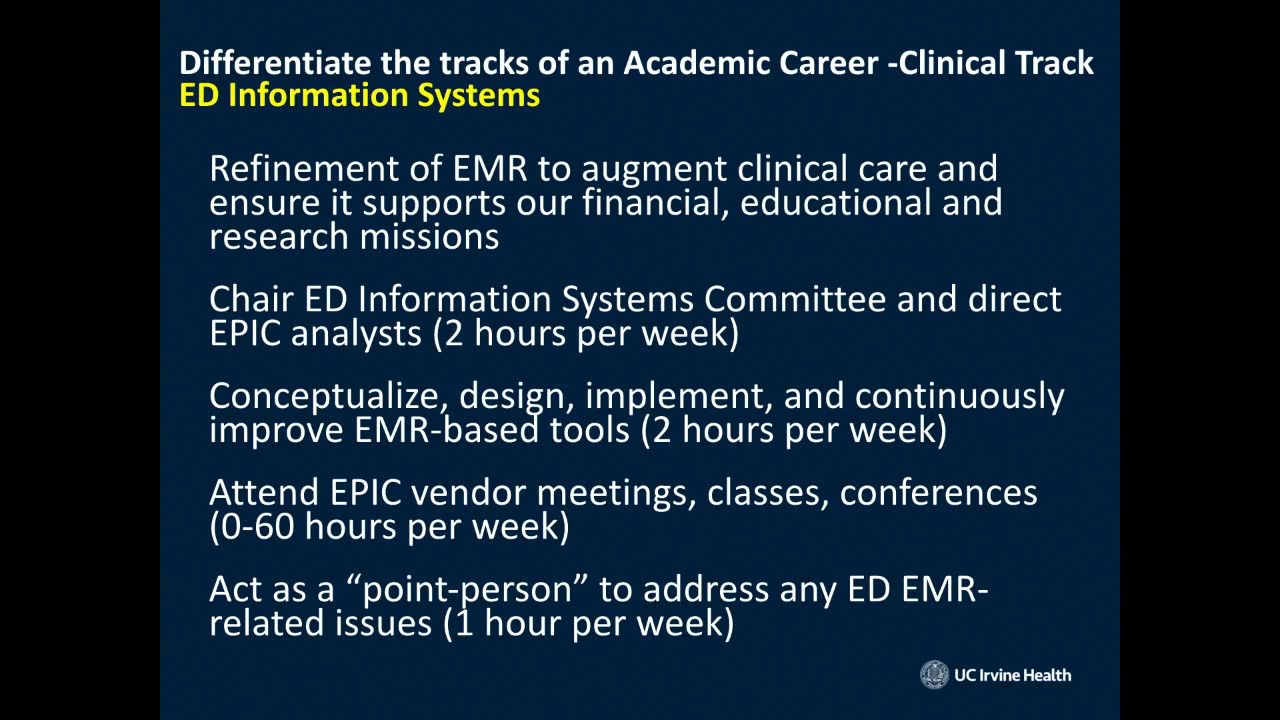 Differentiate the tracks of an Academic Career -Clinical Track
ED Information Systems
Refinement of EMR to augment clinical care and
ensure it supports our financial, educational and
research missions
Chair ED Information Systems Committee and direct
EPIC analysts (2 hours per week)
Conceptualize, design, implement, and continuously
improve EMR-based tools (2 hours per week)
Attend EPIC vendor meetings, classes, conferences
(0-60 hours per week)
Act as a “point-person” to address any ED EMR-
related issues (1 hour per week)
UC Irvine Health